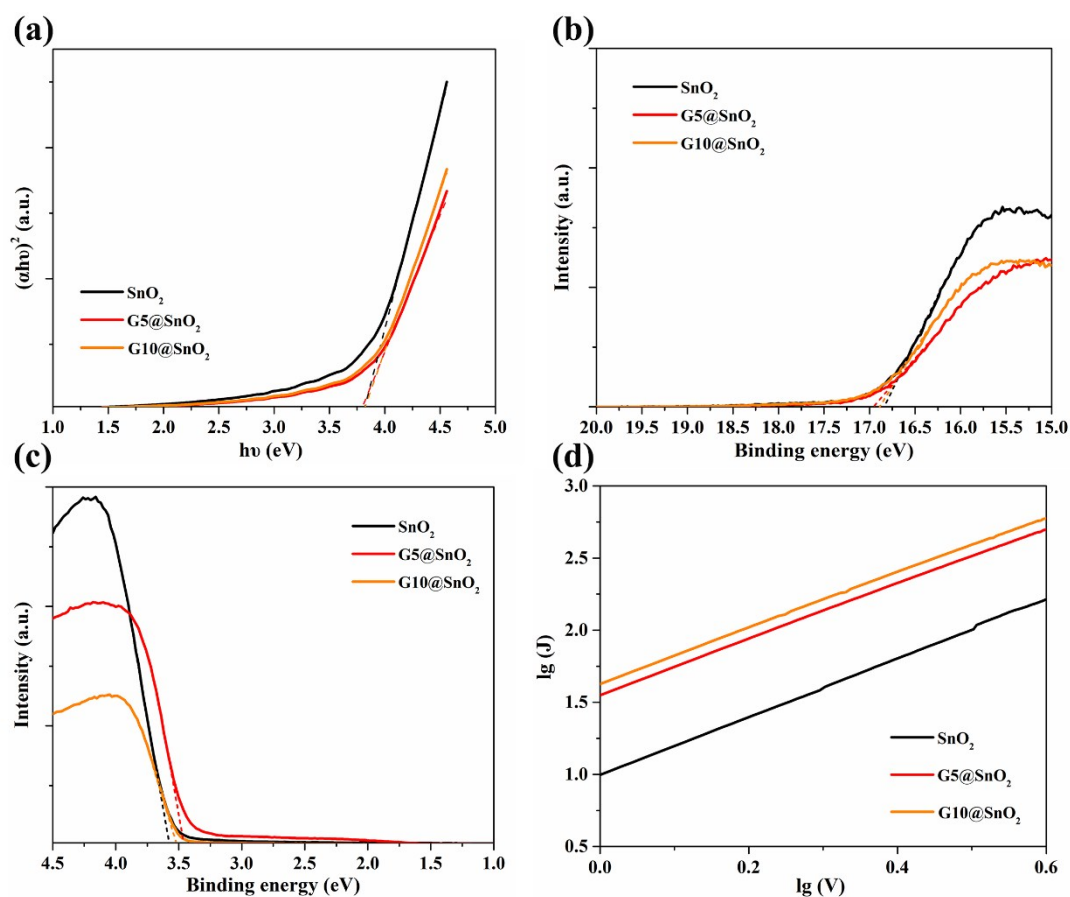 (a)
(αhυ)² (a.u.)
SnO₂
G5@SnO₂
G10@SnO₂
1.0 1.5 2.0 2.5 3.0 3.5 4.0 4.5 5.0
hυ (eV)
(b)
Intensity (a.u.)
SnO₂
G5@SnO₂
G10@SnO₂
20.0 19.5 19.0 18.5 18.0 17.5 17.0 16.5 16.0 15.5 15.0
Binding energy (eV)
(c)
Intensity (a.u.)
SnO₂
G5@SnO₂
G10@SnO₂
4.5 4.0 3.5 3.0 2.5 2.0 1.5 1.0
Binding energy (eV)
(d)
lg (J)
3.0
2.5
2.0
1.5
1.0
0.5
SnO₂
G5@SnO₂
G10@SnO₂
0.0 0.2 0.4 0.6
lg (V)